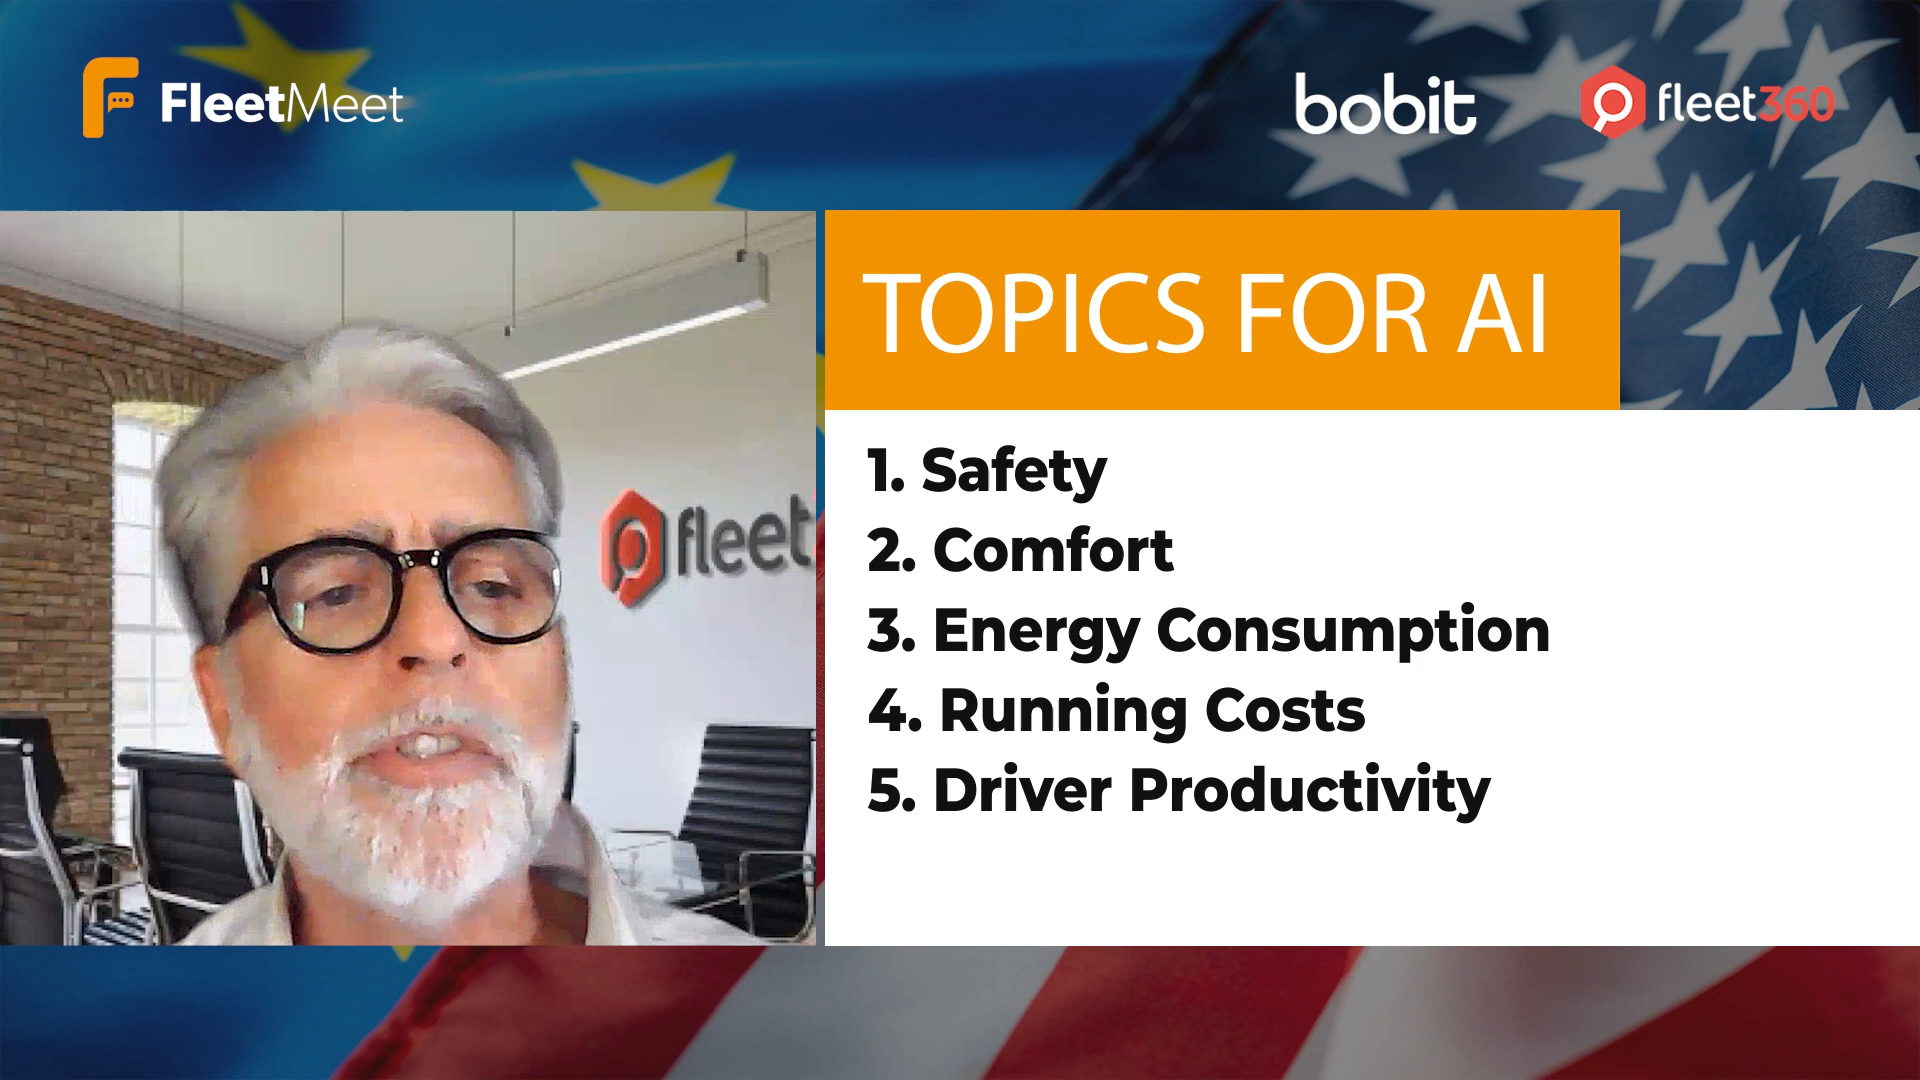 FleetMeet
bobit
fleet360
TOPICS FOR AI
1. Safety
2. Comfort
3. Energy Consumption
4. Running Costs
5. Driver Productivity
fleet